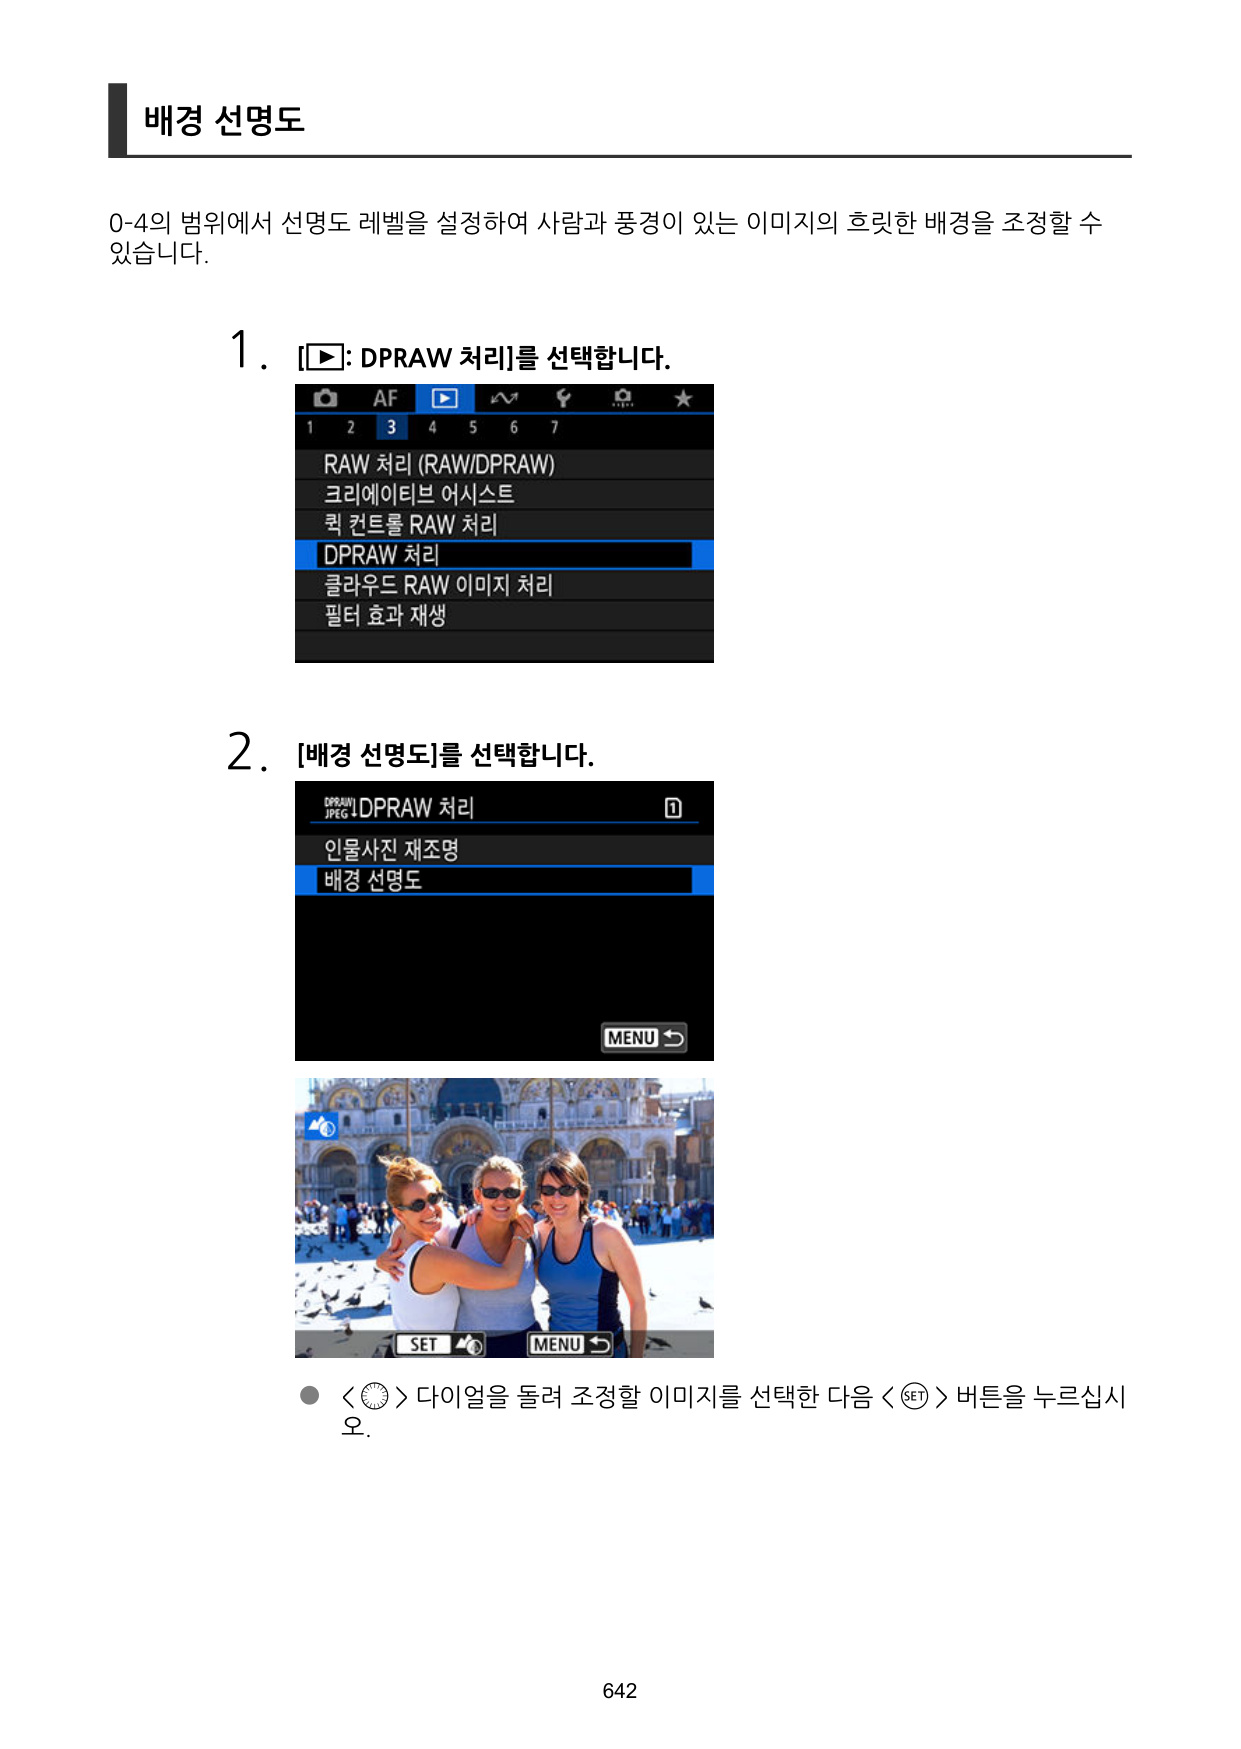 배경 선명도
0-4의 범위에서 선명도 레벨을 설정하여 사람과 풍경이 있는 이미지의 흐릿한 배경을 조정할 수
있습니다.
1. [▶: DPRAW 처리]를 선택합니다.
AF
1 2 3 4 5 6 7
RAW 처리 (RAW/DPRAW)
크리에이티브 어시스트
퀵 컨트롤 RAW 처리
DPRAW 처리
클라우드 RAW 이미지 처리
필터 효과 재생
2. [배경 선명도]를 선택합니다.
DPRAW JPEG DPRAW 처리 1
인물사진 재조명
배경 선명도
MENU
SET MENU
● < > 다이얼을 돌려 조정할 이미지를 선택한 다음 < SET > 버튼을 누르십시
오.
642